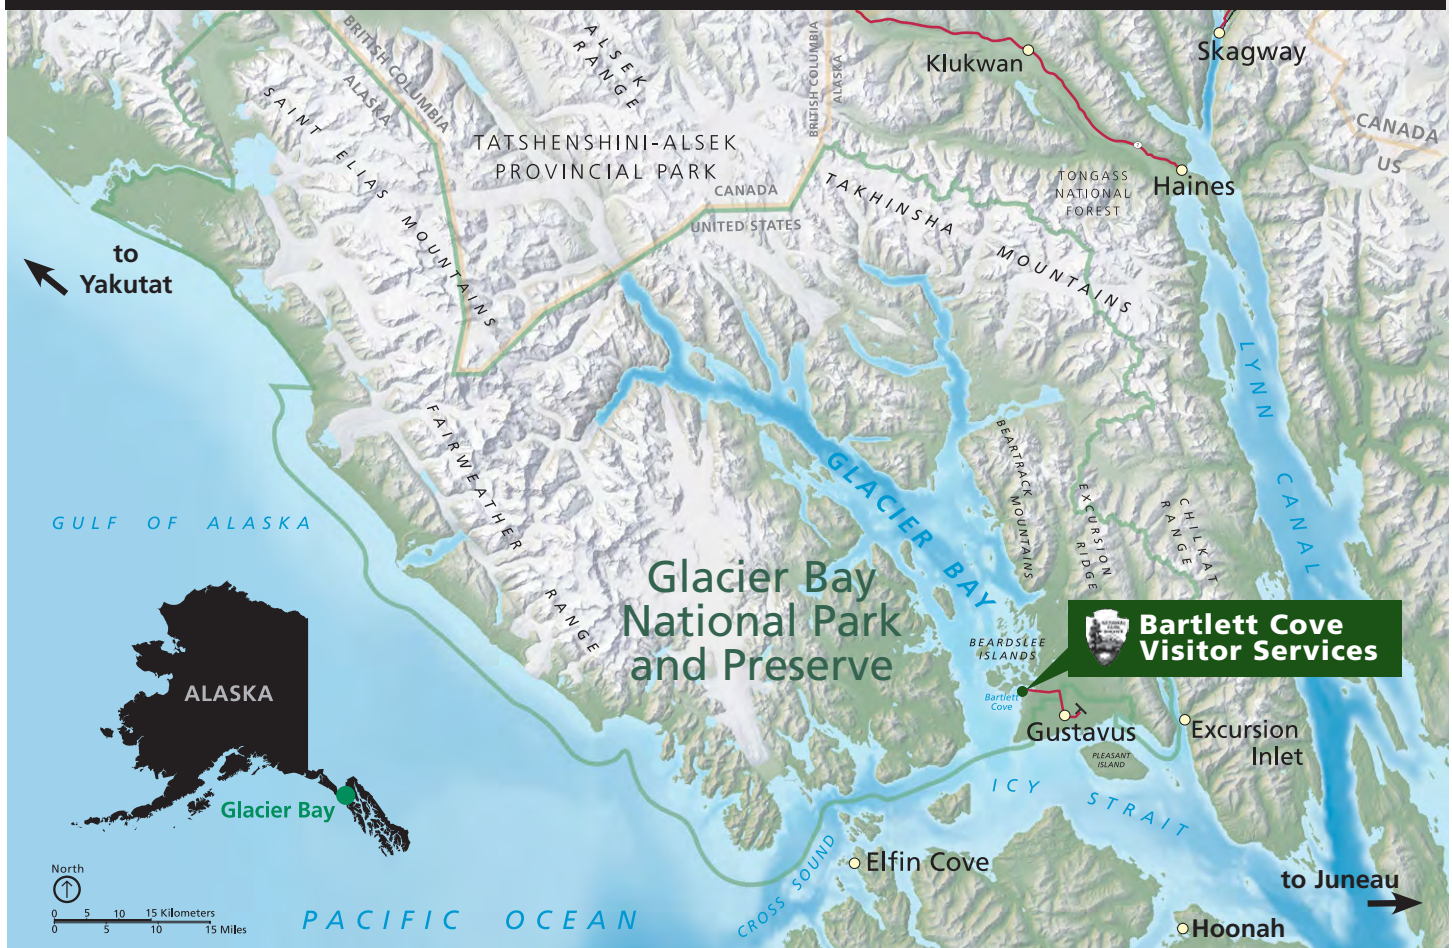 BRITISH COLUMBIA
ALASKA
ALSEK
RANGE
BRITISH COLUMBIA
ALASKA
Klukwan
Skagway
CANADA
US
SAINT ELIAS MOUNTAINS
TATSHENSHINI-ALSEK
PROVINCIAL PARK
7
TONGASS
NATIONAL
FOREST
Haines
CANADA
UNITED STATES
TAKHINSHA MOUNTAINS
to
Yakutat
LYNN CANAL
FAIRWEATHER RANGE
GLACIER BAY
BEARTRACK
MOUNTAINS
EXCURSION
RIDGE
CHILKAT
RANGE
GULF OF ALASKA
Glacier Bay
National Park
and Preserve
BEARDSLEE
ISLANDS
Bartlett Cove
Visitor Services
Bartlett
Cove
Gustavus
Excursion
Inlet
PLEASANT
ISLAND
ICY STRAIT
ALASKA
Glacier Bay
Elfin Cove
CROSS SOUND
to Juneau
Hoonah
PACIFIC OCEAN
North
0 5 10 15 Kilometers
0 5 10 15 Miles